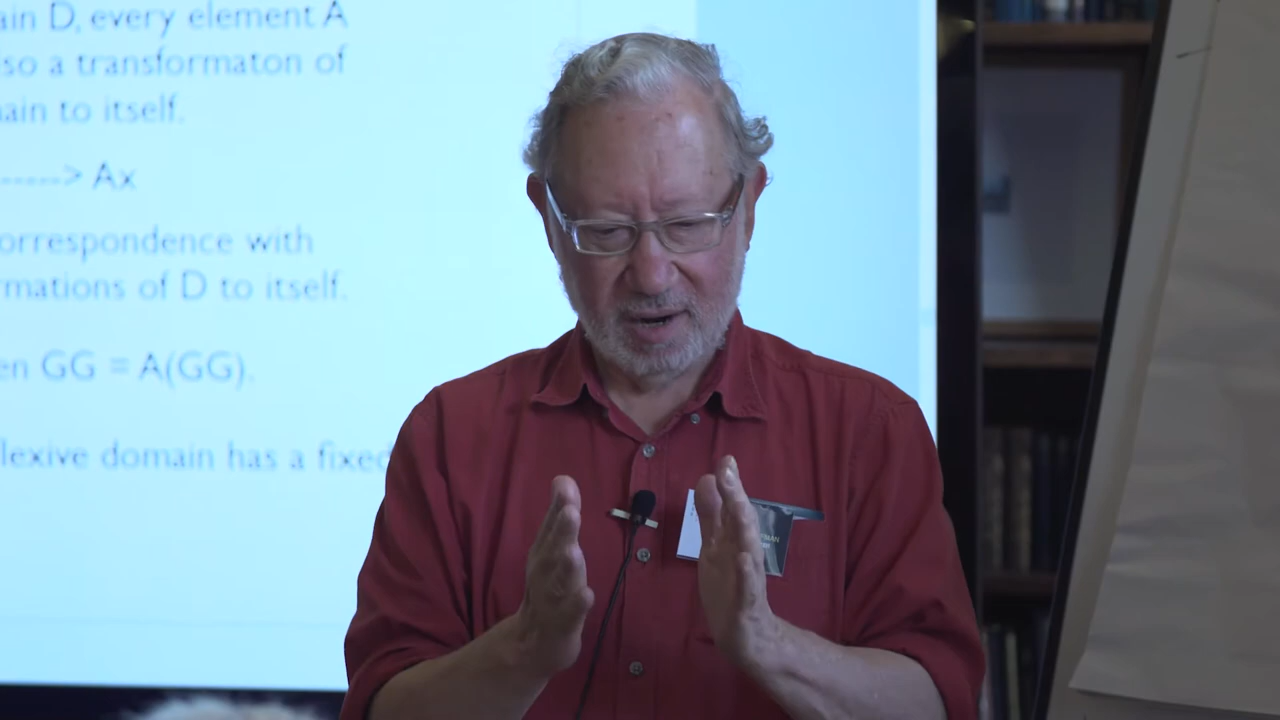 ain D, every element A
so a transformaton of
ain to itself.
------> Ax
orrespondence with
rmations of D to itself.
en GG = A(GG).
lexive domain has a fixed